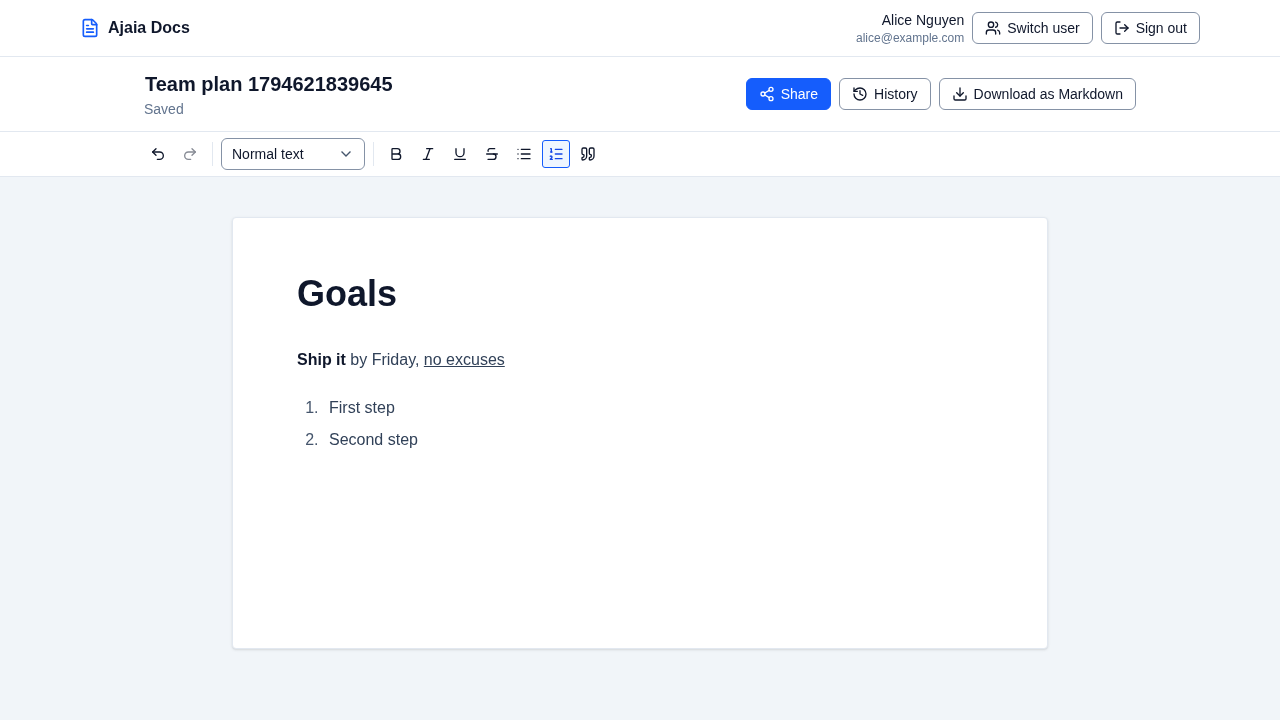 Ajaia Docs
Alice Nguyen
alice@example.com
Switch user
Sign out
Team plan 1794621839645
Saved
Share
History
Download as Markdown
Normal text
Goals
Ship it by Friday, no excuses
1. First step
2. Second step